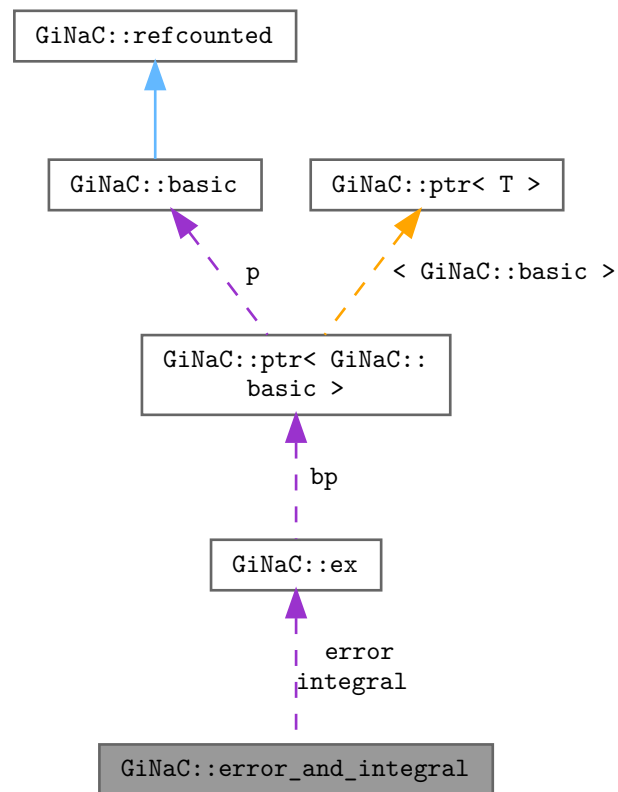 GiNaC::refcounted
GiNaC::basic
GiNaC::ptr< T >
p
< GiNaC::basic >
GiNaC::ptr< GiNaC::
basic >
bp
GiNaC::ex
error
integral
GiNaC::error_and_integral